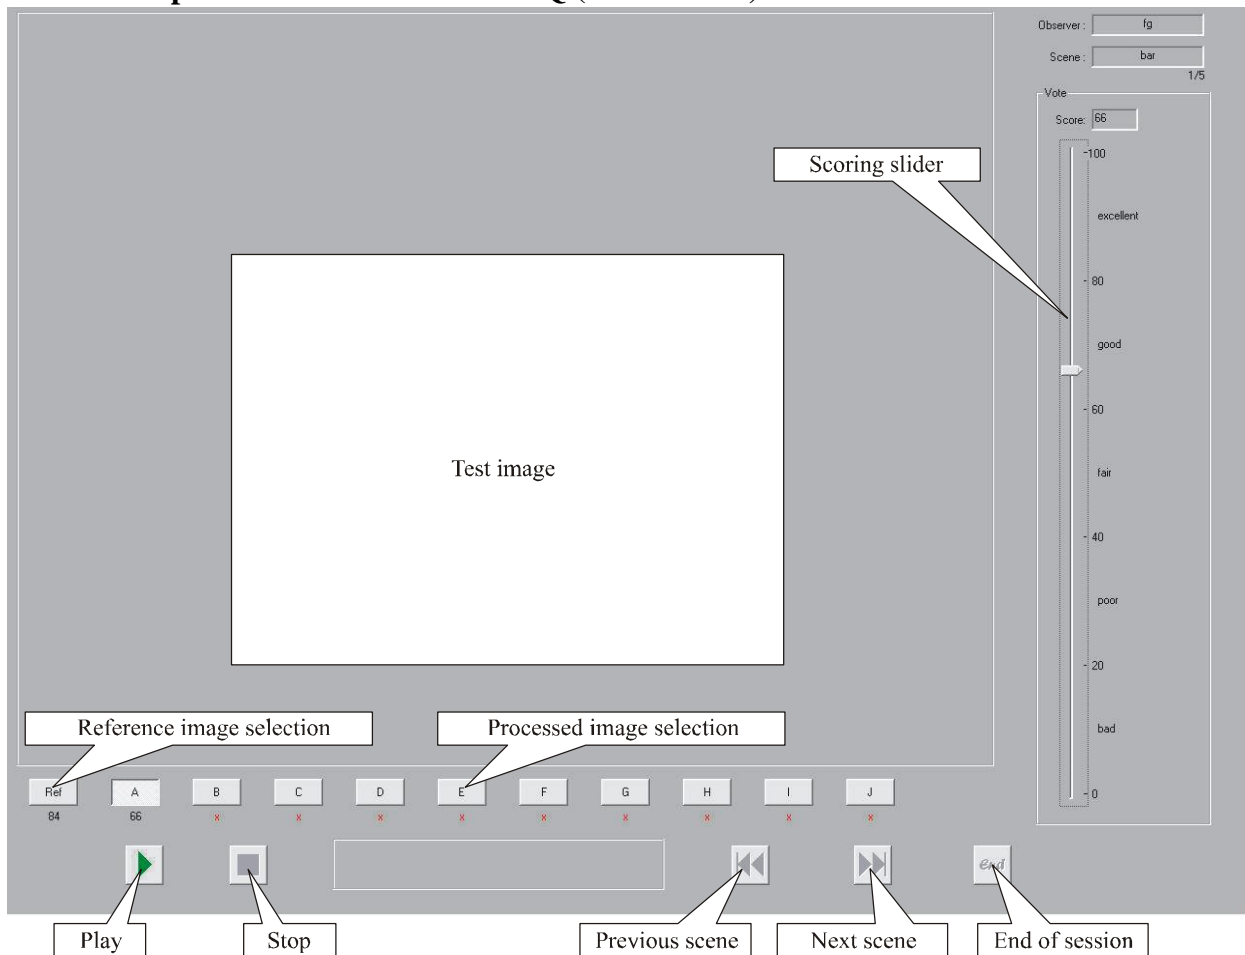 Observer : fg
Scene : bar
1/5
Vote
Score: 66
Scoring slider
100
excellent
80
good
60
fair
40
poor
20
bad
0
Test image
Reference image selection
Processed image selection
Ref A B C D E F G H I J
84 66 x x x x x x x x x
End
Play Stop Previous scene Next scene End of session